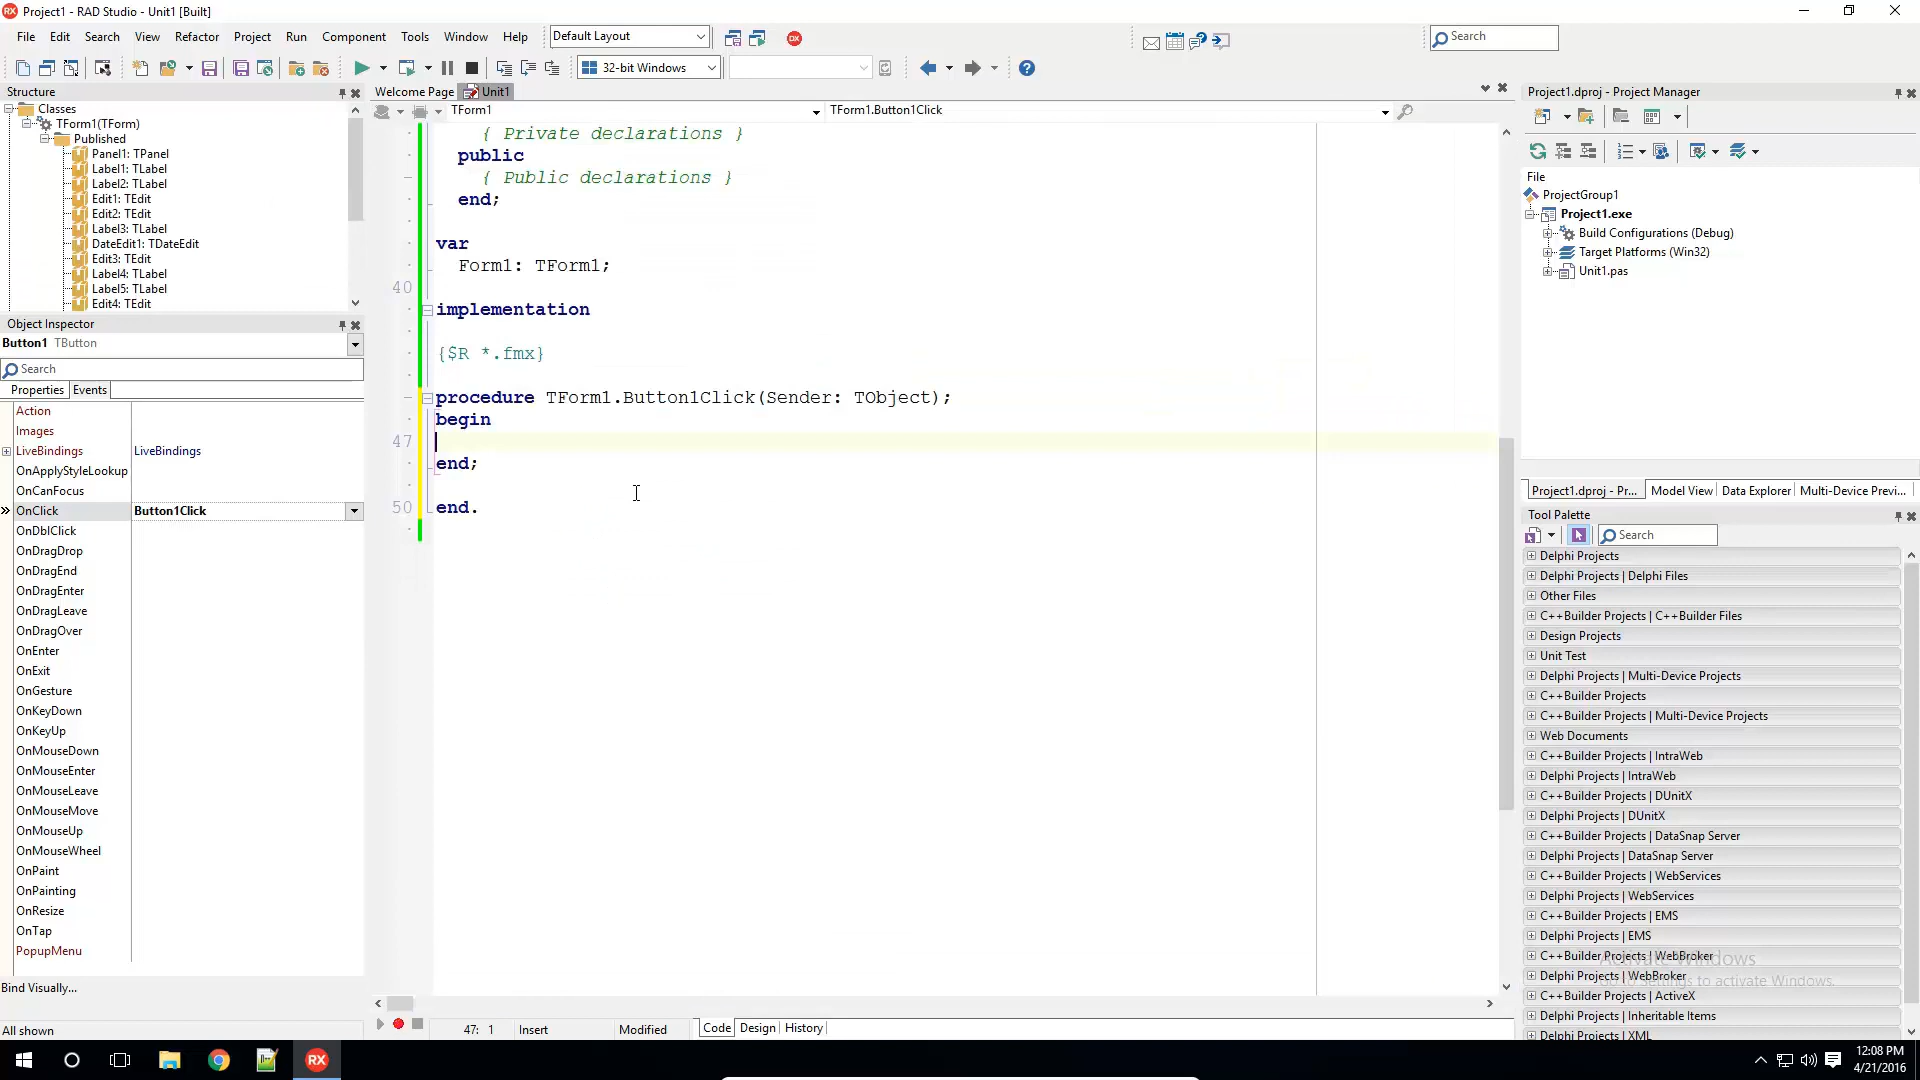 Project1 - RAD Studio - Unit1 [Built]
File Edit Search View Refactor Project Run Component Tools Window Help
Default Layout
Search
32-bit Windows
Structure
Classes
TForm1(TForm)
Published
Panel1: TPanel
Label1: TLabel
Label2: TLabel
Edit1: TEdit
Edit2: TEdit
Label3: TLabel
DateEdit1: TDateEdit
Edit3: TEdit
Label4: TLabel
Label5: TLabel
Edit4: TEdit
Object Inspector
Button1 TButton
Search
Properties Events
Action
Images
LiveBindings LiveBindings
OnApplyStyleLookup
OnCanFocus
OnClick Button1Click
OnDblClick
OnDragDrop
OnDragEnd
OnDragEnter
OnDragLeave
OnDragOver
OnEnter
OnExit
OnGesture
OnKeyDown
OnKeyUp
OnMouseDown
OnMouseEnter
OnMouseLeave
OnMouseMove
OnMouseUp
OnMouseWheel
OnPaint
OnPainting
OnResize
OnTap
PopupMenu
Bind Visually...
All shown
Welcome Page Unit1
TForm1 TForm1.Button1Click
{ Private declarations }
public
{ Public declarations }
end;
var
Form1: TForm1;
40
implementation
{$R *.fmx}
procedure TForm1.Button1Click(Sender: TObject);
begin
47
end;
50 end.
47: 1 Insert Modified Code Design History
Project1.dproj - Project Manager
File
ProjectGroup1
Project1.exe
Build Configurations (Debug)
Target Platforms (Win32)
Unit1.pas
Project1.dproj - Pr... Model View Data Explorer Multi-Device Previ...
Tool Palette
Search
Delphi Projects
Delphi Projects | Delphi Files
Other Files
C++Builder Projects | C++Builder Files
Design Projects
Unit Test
Delphi Projects | Multi-Device Projects
C++Builder Projects
C++Builder Projects | Multi-Device Projects
Web Documents
C++Builder Projects | IntraWeb
Delphi Projects | IntraWeb
C++Builder Projects | DUnitX
Delphi Projects | DUnitX
C++Builder Projects | DataSnap Server
Delphi Projects | DataSnap Server
C++Builder Projects | WebServices
Delphi Projects | WebServices
C++Builder Projects | EMS
Delphi Projects | EMS
C++Builder Projects | WebBroker
Delphi Projects | WebBroker
C++Builder Projects | ActiveX
Delphi Projects | Inheritable Items
Delphi Projects | XML
Activate Windows
Go to Settings to activate Windows.
RX
12:08 PM
4/21/2016